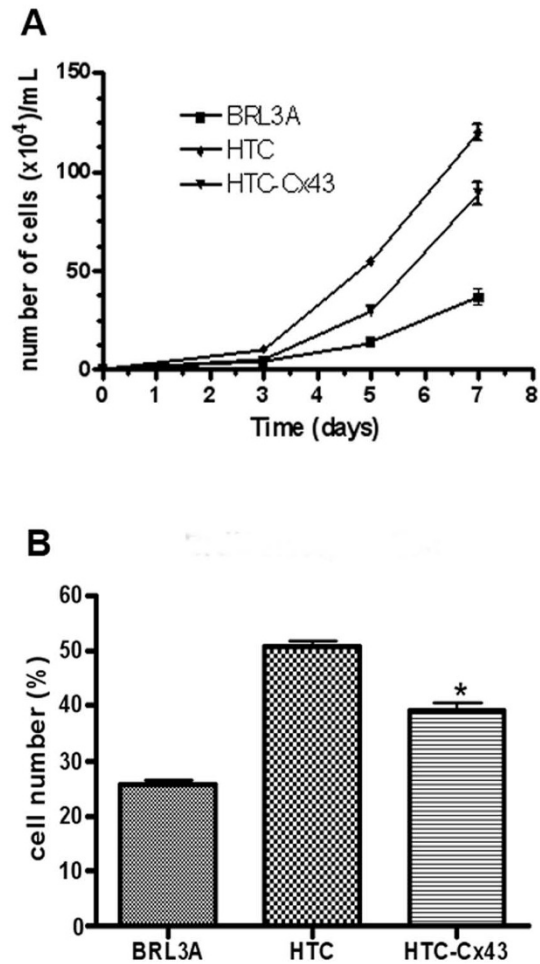 A
number of cells (x10⁴)/mL
150
100
50
0
BRL3A
HTC
HTC-Cx43
0 1 2 3 4 5 6 7 8
Time (days)
B
cell number (%)
60
50
40
30
20
10
0
*
BRL3A HTC HTC-Cx43